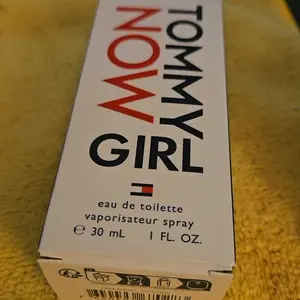 TOMMY
NOW
GIRL
eau de toilette
vaporisateur spray
℮ 30 mL 1 FL. OZ.